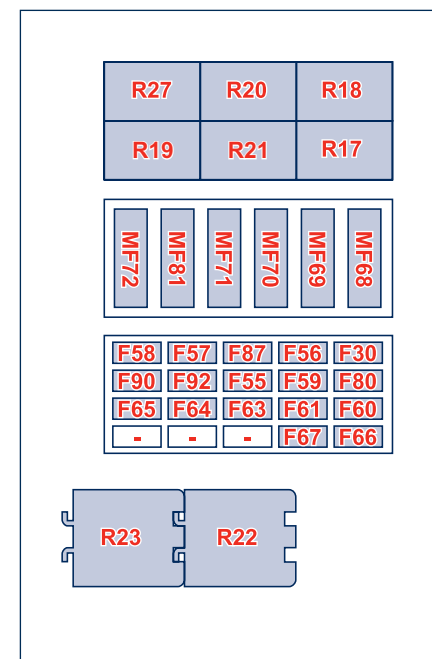 R27 R20 R18
R19 R21 R17
MF72 MF81 MF71 MF70 MF69 MF68
F58 F57 F87 F56 F30
F90 F92 F55 F59 F80
F65 F64 F63 F61 F60
- - - F67 F66
R23 R22